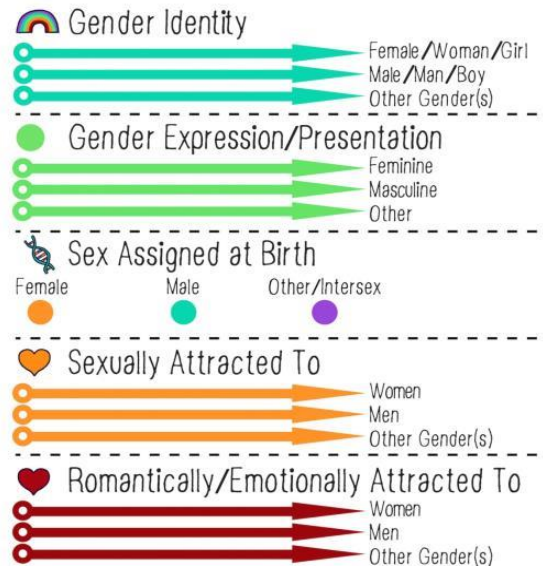 Gender Identity
Female/Woman/Girl
Male/Man/Boy
Other Gender(s)
Gender Expression/Presentation
Feminine
Masculine
Other
Sex Assigned at Birth
Female Male Other/Intersex
Sexually Attracted To
Women
Men
Other Gender(s)
Romantically/Emotionally Attracted To
Women
Men
Other Gender(s)